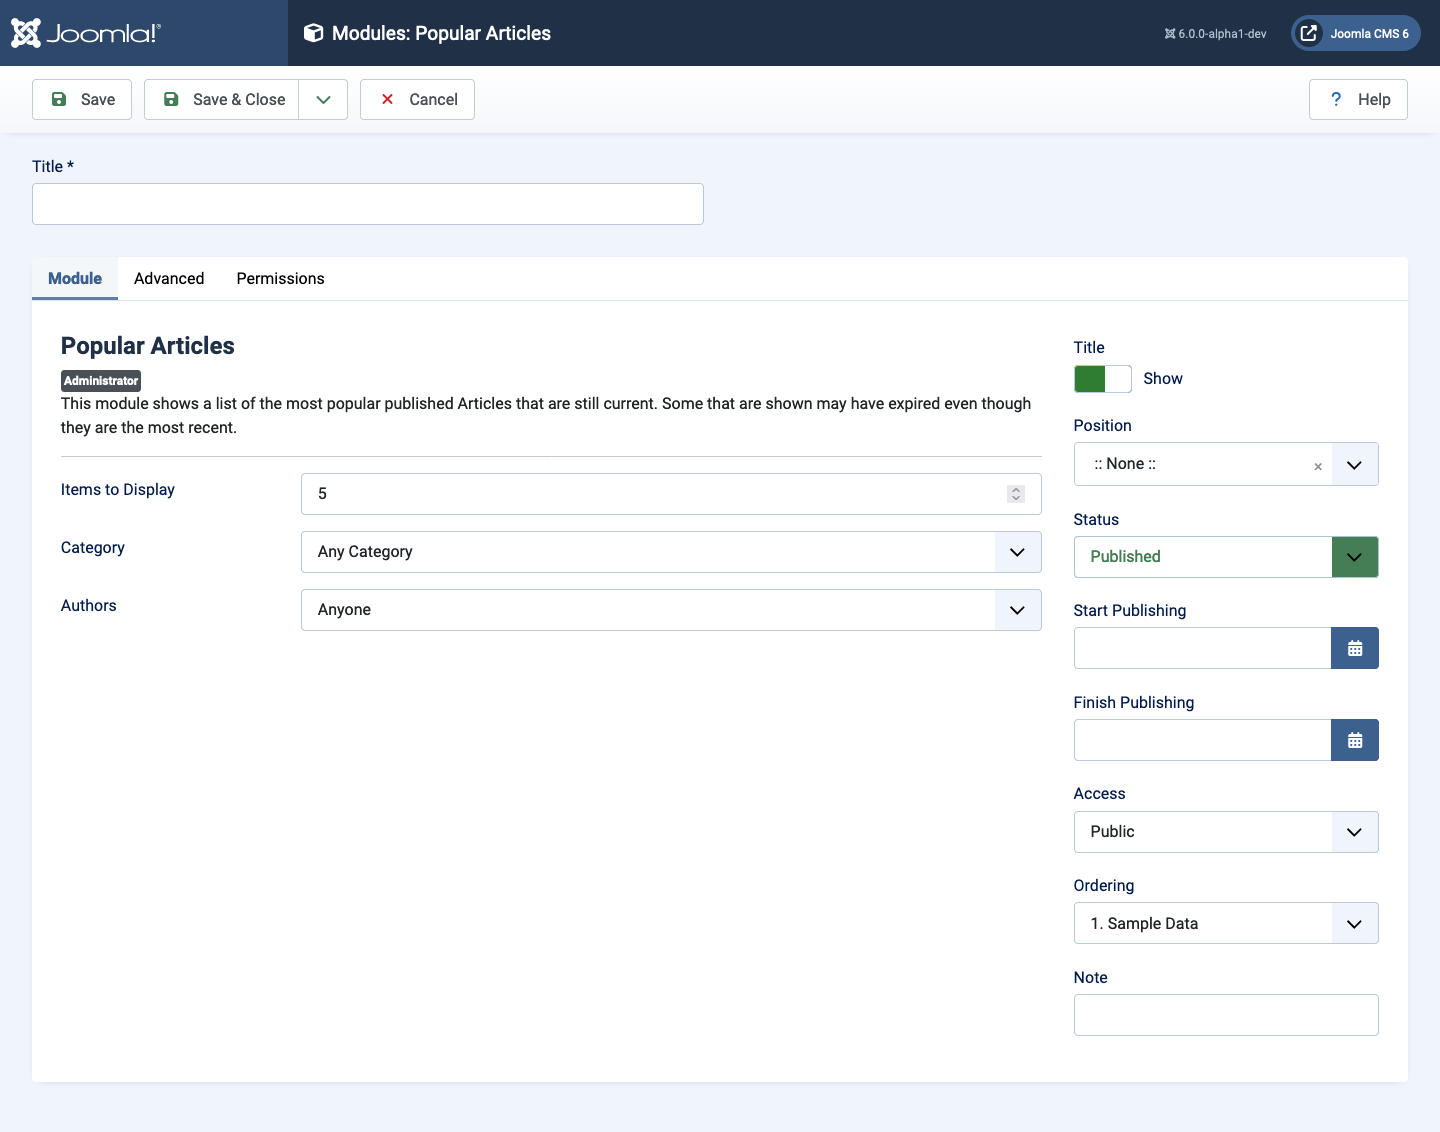 Joomla!®
Modules: Popular Articles
6.0.0-alpha1-dev
Joomla CMS 6
Save
Save & Close
Cancel
? Help
Title *
Module
Advanced
Permissions
Popular Articles
Administrator
This module shows a list of the most popular published Articles that are still current. Some that are shown may have expired even though
they are the most recent.
Items to Display
5
Category
Any Category
Authors
Anyone
Title
Show
Position
:: None ::
×
Status
Published
Start Publishing
Finish Publishing
Access
Public
Ordering
1. Sample Data
Note